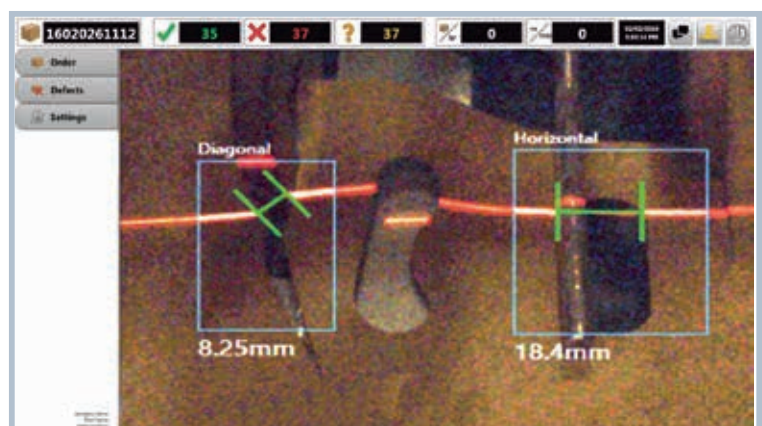 16020261112 35 37 37 0 0
Order
Defects
Settings
Diagonal
Horizontal
8.25mm
18.4mm